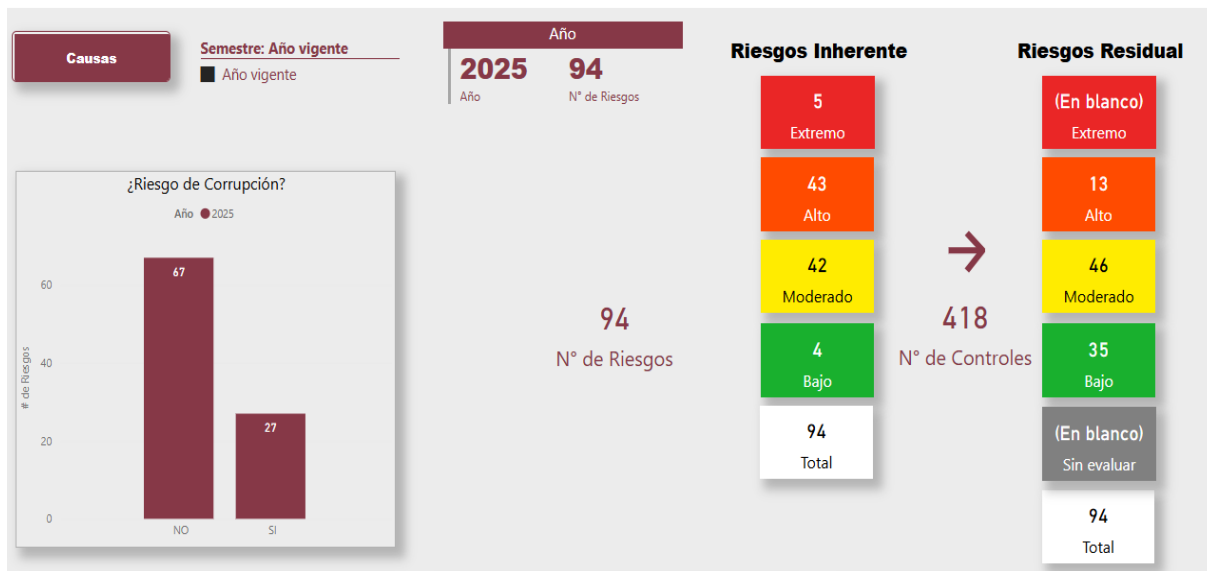 Causas
Semestre: Año vigente
Año vigente
Año
2025
94
Año
N° de Riesgos
¿Riesgo de Corrupción?
Año 2025
# de Riesgos
60
40
20
0
67
27
NO
SI
94
N° de Riesgos
Riesgos Inherente
5
Extremo
43
Alto
42
Moderado
4
Bajo
94
Total
418
N° de Controles
Riesgos Residual
(En blanco)
Extremo
13
Alto
46
Moderado
35
Bajo
(En blanco)
Sin evaluar
94
Total